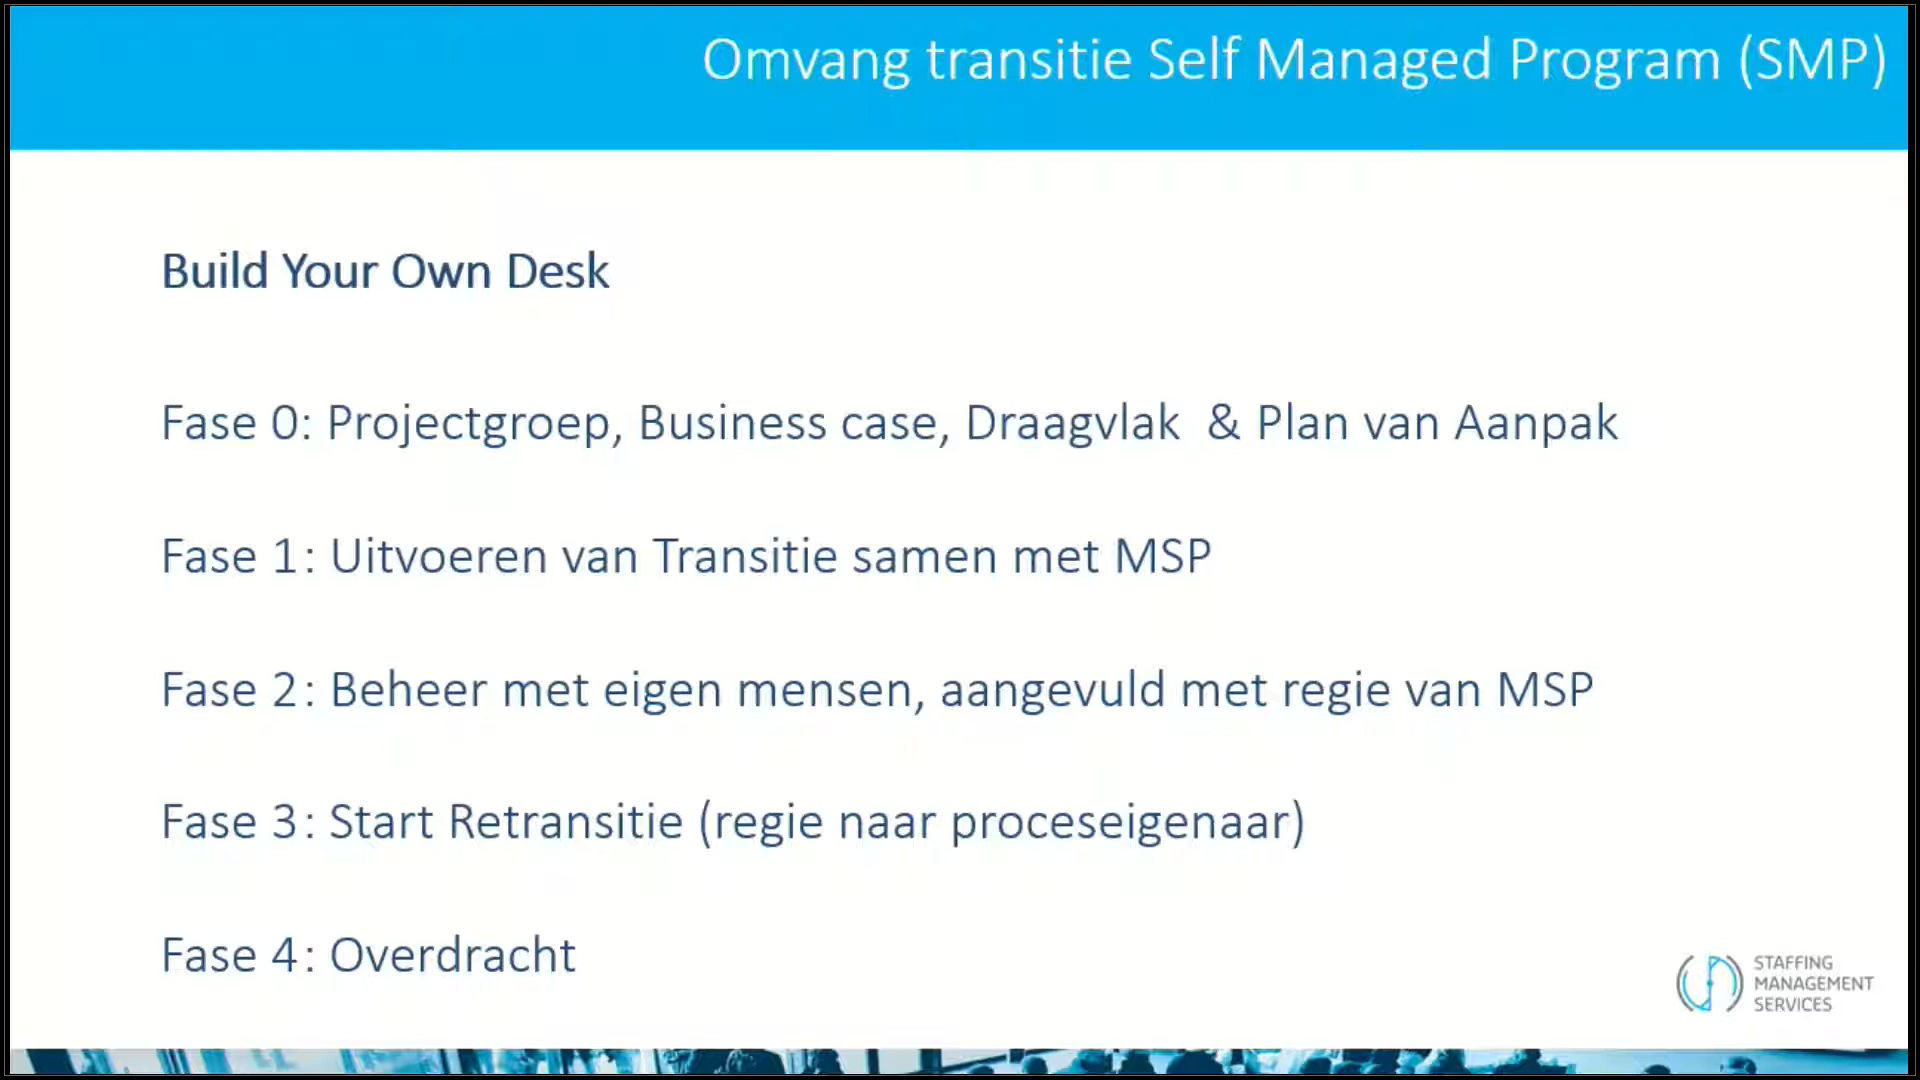 Omvang transitie Self Managed Program (SMP)
Build Your Own Desk
Fase 0: Projectgroep, Business case, Draagvlak & Plan van Aanpak
Fase 1: Uitvoeren van Transitie samen met MSP
Fase 2: Beheer met eigen mensen, aangevuld met regie van MSP
Fase 3: Start Retransitie (regie naar proceseigenaar)
Fase 4: Overdracht
STAFFING
MANAGEMENT
SERVICES